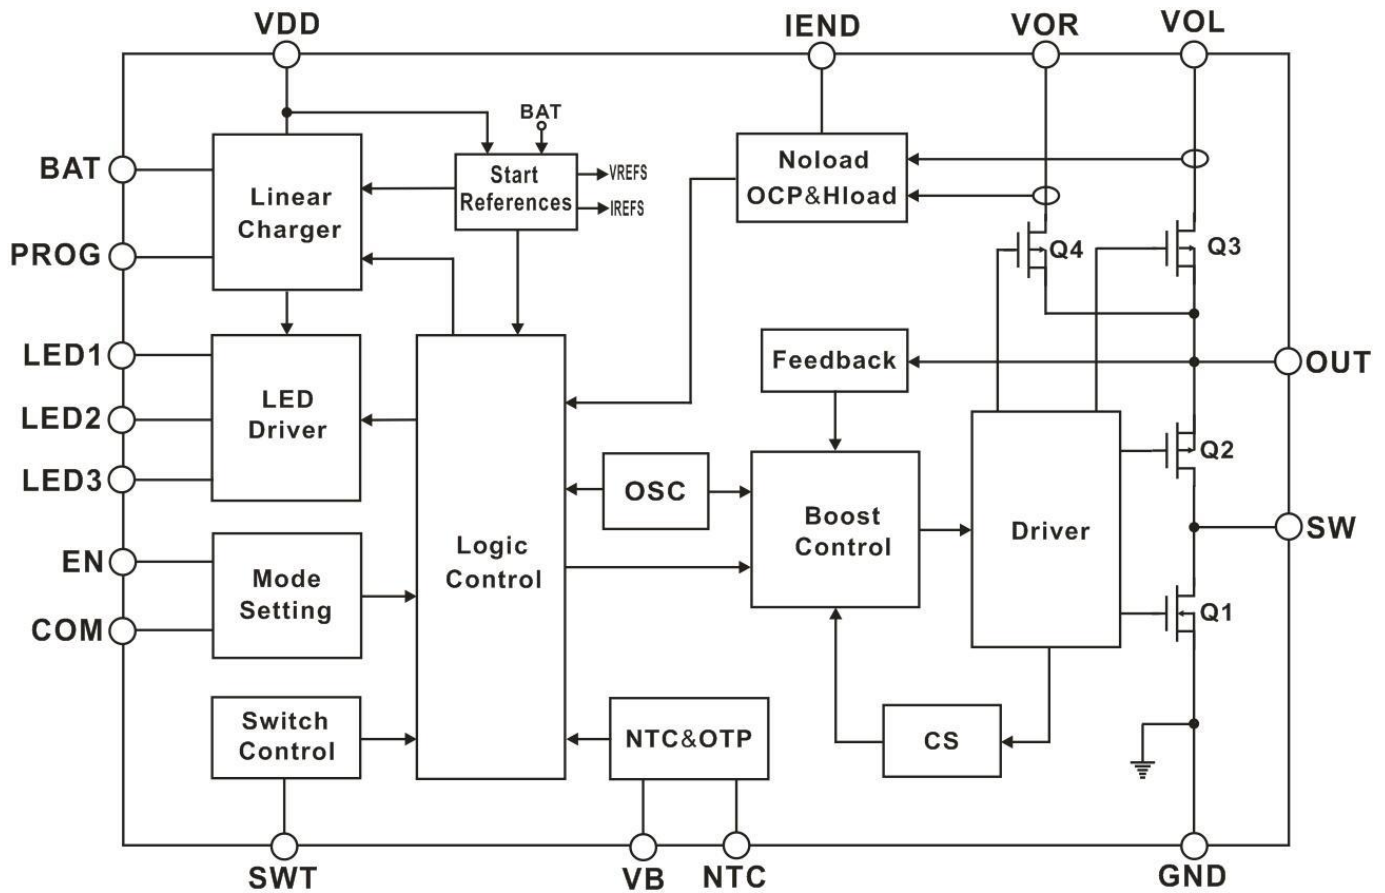 VDD
IEND
VOR
VOL
BAT
BAT
PROG
Linear
Charger
Start
References
VREFS
IREFS
Noload
OCP&Hload
Q4
Q3
LED1
LED2
LED3
LED
Driver
Feedback
OUT
OSC
Q2
EN
COM
Mode
Setting
Logic
Control
Boost
Control
Driver
SW
Q1
Switch
Control
NTC&OTP
CS
SWT
VB
NTC
GND